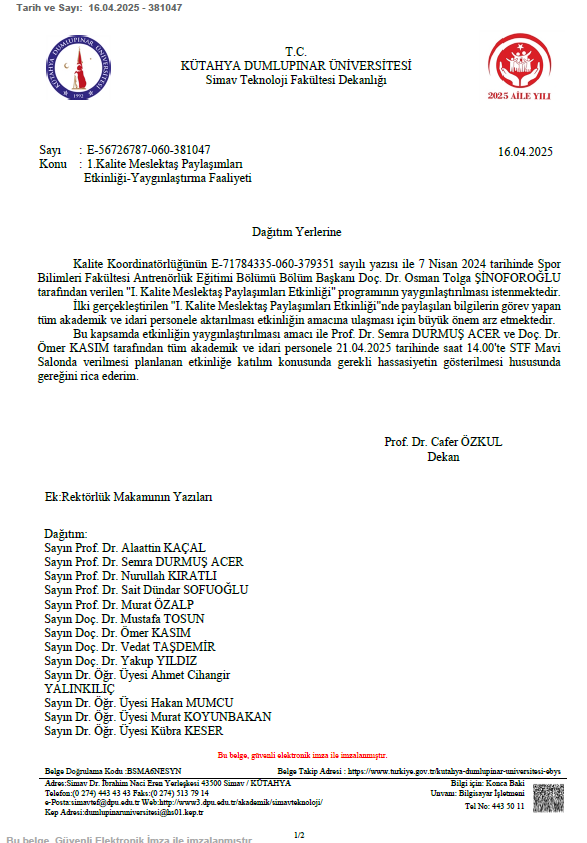 Tarih ve Sayı: 16.04.2025 - 381047
T.C.
KÜTAHYA DUMLUPINAR ÜNİVERSİTESİ
Simav Teknoloji Fakültesi Dekanlığı
KÜTAHYA DUMLUPINAR ÜNİVERSİTESİ
1992
2025 AİLE YILI
Sayı : E-56726787-060-381047
16.04.2025
Konu : 1.Kalite Meslektaş Paylaşımları
Etkinliği-Yaygınlaştırma Faaliyeti
Dağıtım Yerlerine
Kalite Koordinatörlüğünün E-71784335-060-379351 sayılı yazısı ile 7 Nisan 2024 tarihinde Spor
Bilimleri Fakültesi Antrenörlük Eğitimi Bölümü Bölüm Başkanı Doç. Dr. Osman Tolga ŞİNOFOROĞLU
tarafından verilen "I. Kalite Meslektaş Paylaşımları Etkinliği" programının yaygınlaştırılması istenmektedir.
İlki gerçekleştirilen "I. Kalite Meslektaş Paylaşımları Etkinliği"nde paylaşılan bilgilerin görev yapan
tüm akademik ve idari personele aktarılması etkinliğin amacına ulaşması için büyük önem arz etmektedir.
Bu kapsamda etkinliğin yaygınlaştırılması amacı ile Prof. Dr. Semra DURMUŞ ACER ve Doç. Dr.
Ömer KASIM tarafından tüm akademik ve idari personele 21.04.2025 tarihinde saat 14.00'te STF Mavi
Salonda verilmesi planlanan etkinliğe katılım konusunda gerekli hassasiyetin gösterilmesi hususunda
gereğini rica ederim.
Prof. Dr. Cafer ÖZKUL
Dekan
Ek:Rektörlük Makamının Yazıları
Dağıtım:
Sayın Prof. Dr. Alaattin KAÇAL
Sayın Prof. Dr. Semra DURMUŞ ACER
Sayın Prof. Dr. Nurullah KIRATLI
Sayın Prof. Dr. Sait Dündar SOFUOĞLU
Sayın Prof. Dr. Murat ÖZALP
Sayın Doç. Dr. Mustafa TOSUN
Sayın Doç. Dr. Ömer KASIM
Sayın Doç. Dr. Vedat TAŞDEMİR
Sayın Doç. Dr. Yakup YILDIZ
Sayın Dr. Öğr. Üyesi Ahmet Cihangir
YALINKILIÇ
Sayın Dr. Öğr. Üyesi Hakan MUMCU
Sayın Dr. Öğr. Üyesi Murat KOYUNBAKAN
Sayın Dr. Öğr. Üyesi Kübra KESER
Bu belge, güvenli elektronik imza ile imzalanmıştır.
Belge Doğrulama Kodu :BSMA6NESYN
Belge Takip Adresi : https://www.turkiye.gov.tr/kutahya-dumlupinar-universitesi-ebys
Adres:Simav Dr. İbrahim Naci Eren Yerleşkesi 43500 Simav / KÜTAHYA
Bilgi için: Konca Baki
Telefon:(0 274) 443 43 43 Faks:(0 274) 513 79 14
Unvanı: Bilgisayar İşletmeni
e-Posta:simavtef@dpu.edu.tr Web:http://www3.dpu.edu.tr/akademik/simavteknoloji/
Tel No: 443 50 11
Kep Adresi:dumlupinaruniversitesi@hs01.kep.tr
1/2
Bu belge, Güvenli Elektronik İmza ile imzalanmıştır